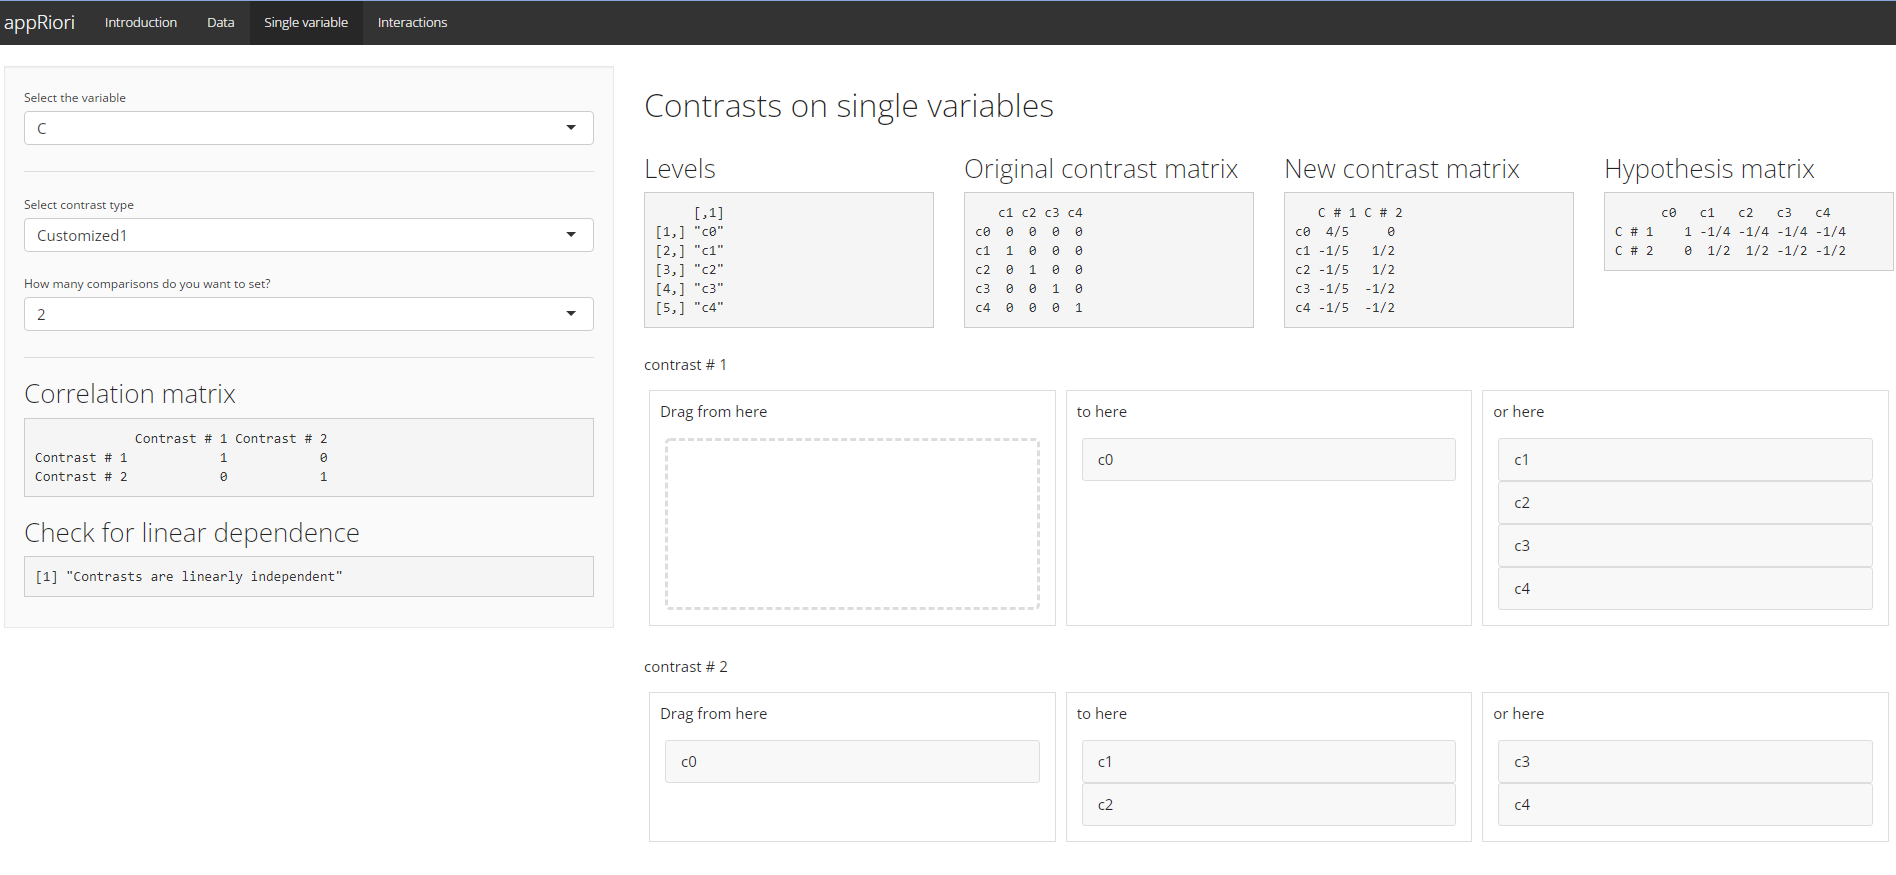 appRiori Introduction Data Single variable Interactions
Select the variable
C
Select contrast type
Customized1
How many comparisons do you want to set?
2
Correlation matrix
Contrast # 1 Contrast # 2
Contrast # 1 1 0
Contrast # 2 0 1
Check for linear dependence
[1] "Contrasts are linearly independent"
Contrasts on single variables
Levels
[,1]
[1,] "c0"
[2,] "c1"
[3,] "c2"
[4,] "c3"
[5,] "c4"
Original contrast matrix
c1 c2 c3 c4
c0 0 0 0 0
c1 1 0 0 0
c2 0 1 0 0
c3 0 0 1 0
c4 0 0 0 1
New contrast matrix
C # 1 C # 2
c0 4/5 0
c1 -1/5 1/2
c2 -1/5 1/2
c3 -1/5 -1/2
c4 -1/5 -1/2
Hypothesis matrix
c0 c1 c2 c3 c4
C # 1 1 -1/4 -1/4 -1/4 -1/4
C # 2 0 1/2 1/2 -1/2 -1/2
contrast # 1
Drag from here
to here
c0
or here
c1
c2
c3
c4
contrast # 2
Drag from here
c0
to here
c1
c2
or here
c3
c4